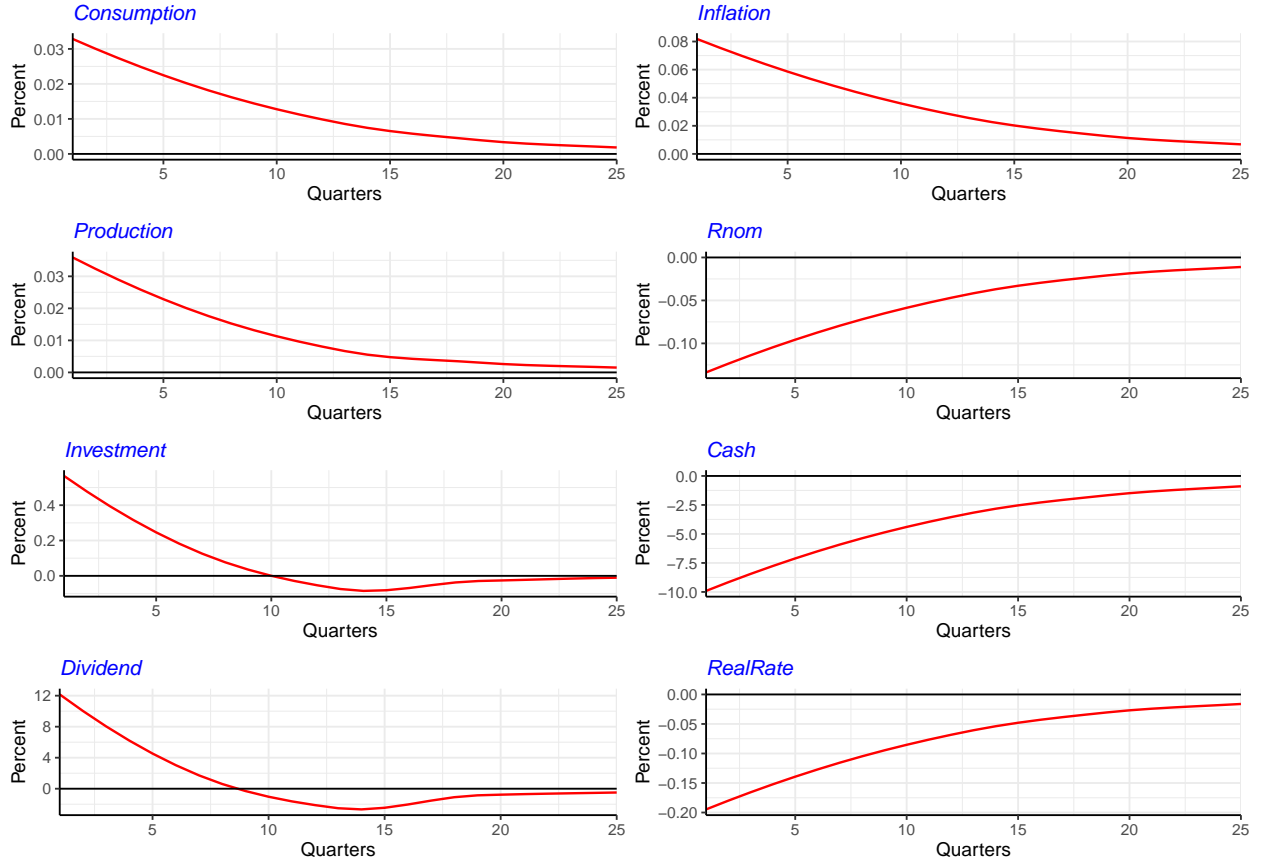 Consumption
Percent
0.03
0.02
0.01
0.00
5 10 15 20 25
Quarters
Inflation
Percent
0.08
0.06
0.04
0.02
0.00
5 10 15 20 25
Quarters
Production
Percent
0.03
0.02
0.01
0.00
5 10 15 20 25
Quarters
Rnom
Percent
0.00
−0.05
−0.10
5 10 15 20 25
Quarters
Investment
Percent
0.4
0.2
0.0
5 10 15 20 25
Quarters
Cash
Percent
0.0
−2.5
−5.0
−7.5
−10.0
5 10 15 20 25
Quarters
Dividend
Percent
12
8
4
0
5 10 15 20 25
Quarters
RealRate
Percent
0.00
−0.05
−0.10
−0.15
−0.20
5 10 15 20 25
Quarters